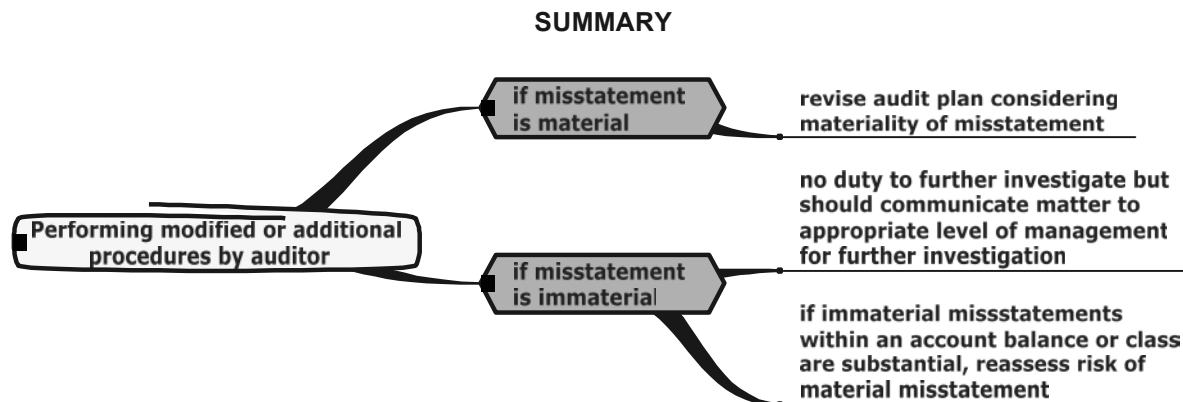 SUMMARY
if misstatement
is material
revise audit plan considering
materiality of misstatement
Performing modified or additional
procedures by auditor
if misstatement
is immaterial
no duty to further investigate but
should communicate matter to
appropriate level of management
for further investigation
if immaterial missstatements
within an account balance or class
are substantial, reassess risk of
material misstatement